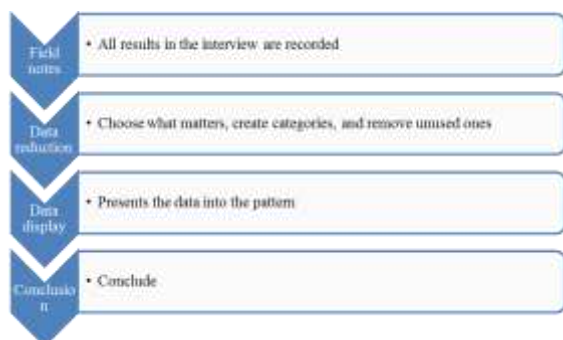 Field
notes
• All results in the interview are recorded
Data
reduction
• Choose what matters, create categories, and remove unused ones
Data
display
• Presents the data into the pattern
Conclusio
n
• Conclude